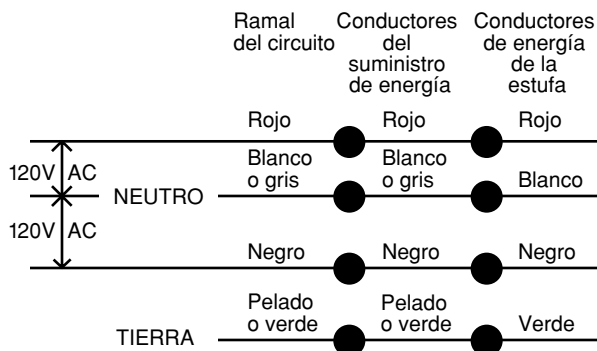 Ramal
del circuito
Conductores
del
suministro
de energía
Conductores
de energía
de la
estufa
Rojo
Rojo
Rojo
120V AC
Blanco
o gris
Blanco
o gris
NEUTRO
Blanco
120V AC
Negro
Negro
Negro
Pelado
o verde
Pelado
o verde
Verde
TIERRA